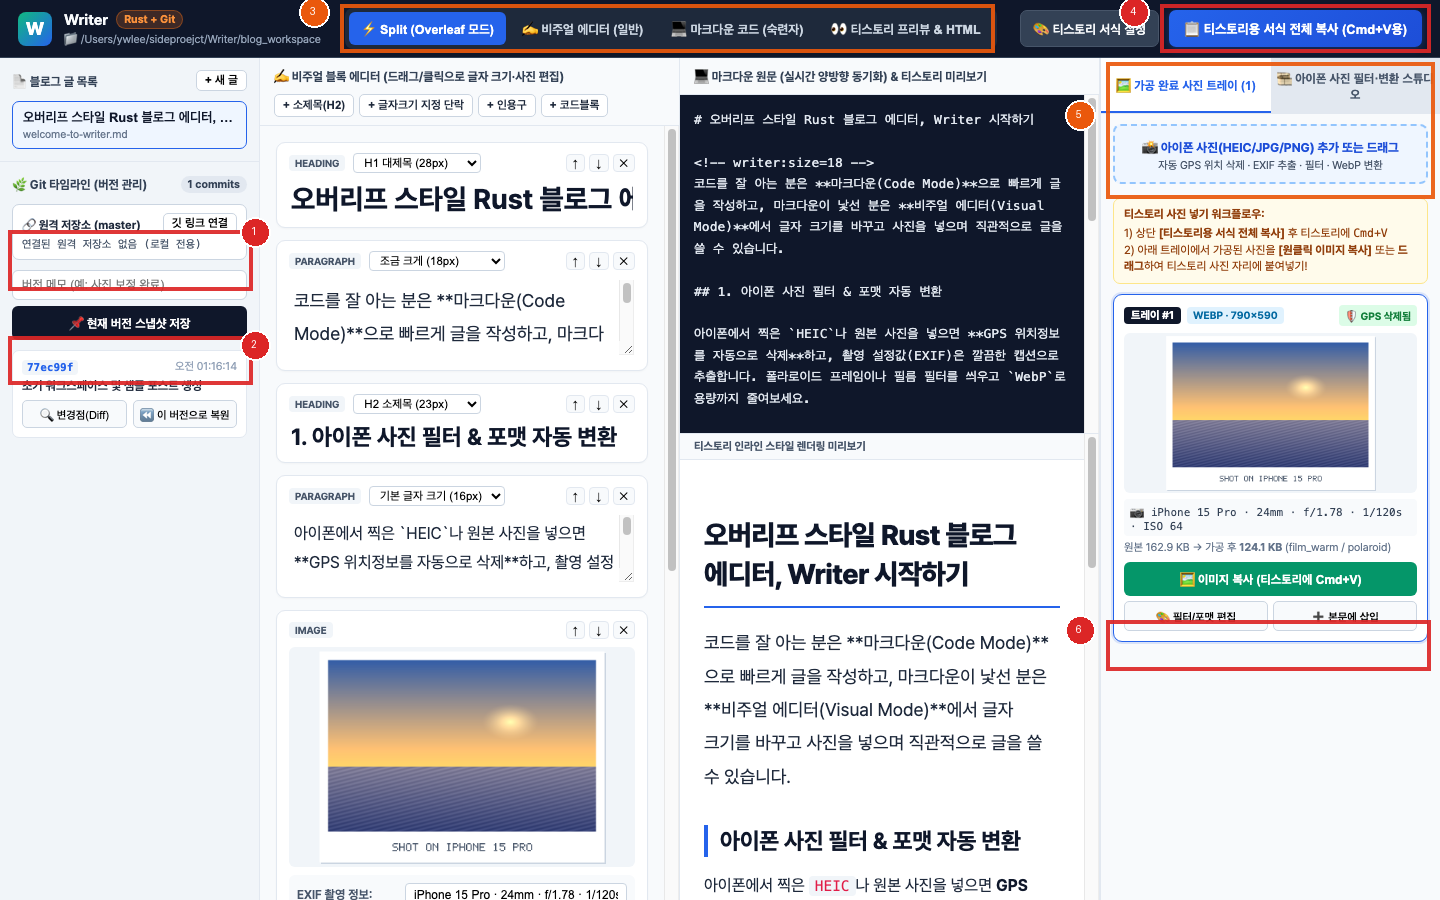 W
Writer
Rust + Git
/Users/ywlee/sideproejct/Writer/blog_workspace
3
⚡ Split (Overleaf 모드)
✍️ 비주얼 에디터 (일반)
💻 마크다운 코드 (숙련자)
👀 티스토리 프리뷰 & HTML
🎨 티스토리 서식 설정
4
📋 티스토리용 서식 전체 복사 (Cmd+V용)
블로그 글 목록
+ 새 글
오버리프 스타일 Rust 블로그 에디터, ...
welcome-to-writer.md
🌿 Git 타임라인 (버전 관리)
1 commits
🔗 원격 저장소 (master)
깃 링크 연결
1
연결된 원격 저장소 없음 (로컬 전용)
버전 메모 (예: 사진 보정 완료)
📌 현재 버전 스냅샷 저장
2
77ec99f
오전 01:16:14
초기 워크스페이스 및 샘플 포스트 생성
🔍 변경점(Diff)
⏪ 이 버전으로 복원
✍️ 비주얼 블록 에디터 (드래그/클릭으로 글자 크기·사진 편집)
+ 소제목(H2)
+ 글자크기 지정 단락
+ 인용구
+ 코드블록
HEADING
H1 대제목 (28px)
↑ ↓ ×
오버리프 스타일 Rust 블로그 에
PARAGRAPH
조금 크게 (18px)
↑ ↓ ×
코드를 잘 아는 분은 **마크다운(Code
Mode)**으로 빠르게 글을 작성하고, 마크다
HEADING
H2 소제목 (23px)
↑ ↓ ×
1. 아이폰 사진 필터 & 포맷 자동 변환
PARAGRAPH
기본 글자 크기 (16px)
↑ ↓ ×
아이폰에서 찍은 `HEIC`나 원본 사진을 넣으면
**GPS 위치정보를 자동으로 삭제**하고, 촬영 설정
IMAGE
↑ ↓ ×
SHOT ON IPHONE 15 PRO
EXIF 촬영 정보:
iPhone 15 Pro · 24mm · f/1.78 · 1/120s
💻 마크다운 원문 (실시간 양방향 동기화) & 티스토리 미리보기
5
# 오버리프 스타일 Rust 블로그 에디터, Writer 시작하기
<!-- writer:size=18 -->
코드를 잘 아는 분은 **마크다운(Code Mode)**으로 빠르게 글
을 작성하고, 마크다운이 낯선 분은 **비주얼 에디터(Visual
Mode)**에서 글자 크기를 바꾸고 사진을 넣으며 직관적으로 글을
쓸 수 있습니다.
## 1. 아이폰 사진 필터 & 포맷 자동 변환
아이폰에서 찍은 `HEIC`나 원본 사진을 넣으면 **GPS 위치정보
를 자동으로 삭제**하고, 촬영 설정값(EXIF)은 깔끔한 캡션으로
추출합니다. 폴라로이드 프레임이나 필름 필터를 씌우고 `WebP`로
용량까지 줄여보세요.
티스토리 인라인 스타일 렌더링 미리보기
오버리프 스타일 Rust 블로그
에디터, Writer 시작하기
6
코드를 잘 아는 분은 **마크다운(Code Mode)**
으로 빠르게 글을 작성하고, 마크다운이 낯선 분은
**비주얼 에디터(Visual Mode)**에서 글자
크기를 바꾸고 사진을 넣으며 직관적으로 글을 쓸
수 있습니다.
아이폰 사진 필터 & 포맷 자동 변환
아이폰에서 찍은 HEIC 나 원본 사진을 넣으면 GPS
🖼️ 가공 완료 사진 트레이 (1)
아이폰 사진 필터·변환 스튜디
오
📸 아이폰 사진(HEIC/JPG/PNG) 추가 또는 드래그
자동 GPS 위치 삭제 · EXIF 추출 · 필터 · WebP 변환
티스토리 사진 넣기 워크플로우:
1) 상단 [티스토리용 서식 전체 복사] 후 티스토리에 Cmd+V
2) 아래 트레이에서 가공된 사진을 [원클릭 이미지 복사] 또는 드
래그하여 티스토리 사진 자리에 붙여넣기!
트레이 #1
WEBP · 790×590
GPS 삭제됨
SHOT ON IPHONE 15 PRO
📷 iPhone 15 Pro · 24mm · f/1.78 · 1/120s
· ISO 64
원본 162.9 KB → 가공 후 124.1 KB (film_warm / polaroid)
🖼️ 이미지 복사 (티스토리에 Cmd+V)
🎨 필터/포맷 편집
➕ 본문에 삽입